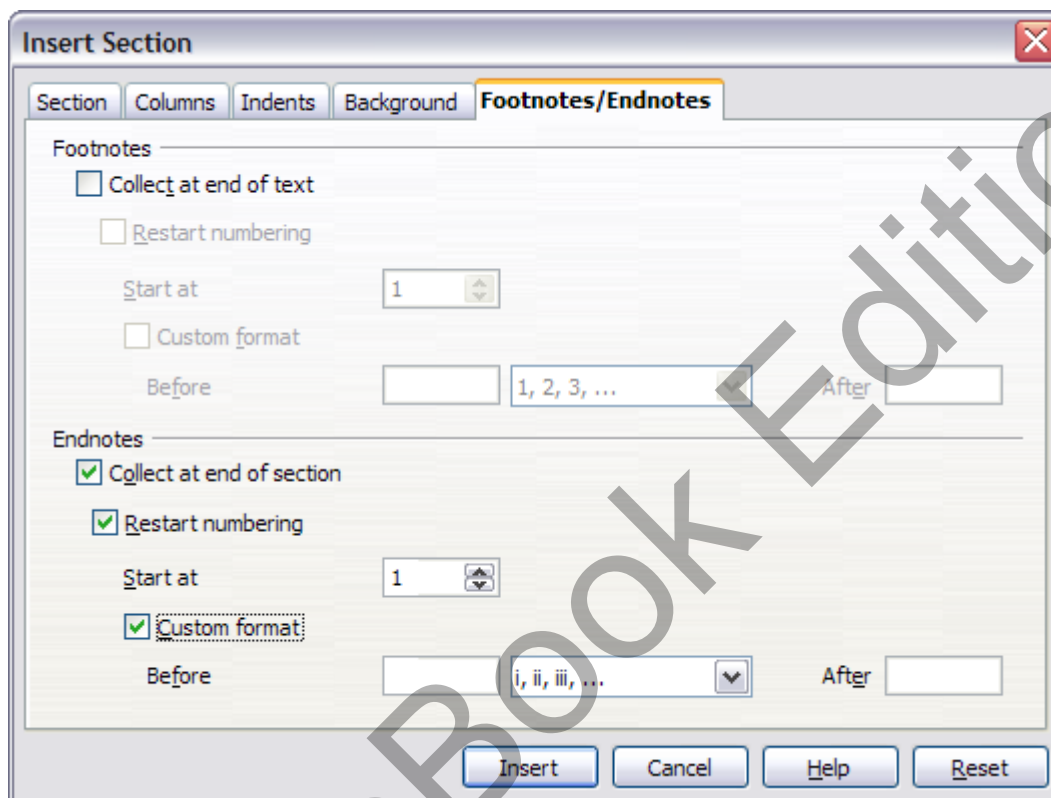 Insert Section
Section Columns Indents Background Footnotes/Endnotes
Footnotes
Collect at end of text
Restart numbering
Start at 1
Custom format
Before 1, 2, 3, ... After
Endnotes
Collect at end of section
Restart numbering
Start at 1
Custom format
Before i, ii, iii, ... After
Insert Cancel Help Reset
Book Editio